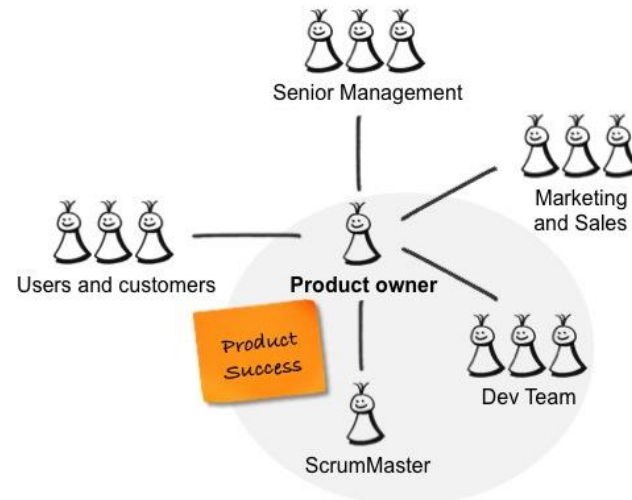 Senior Management
Marketing
and Sales
Users and customers
Product owner
Product
Success
Dev Team
ScrumMaster